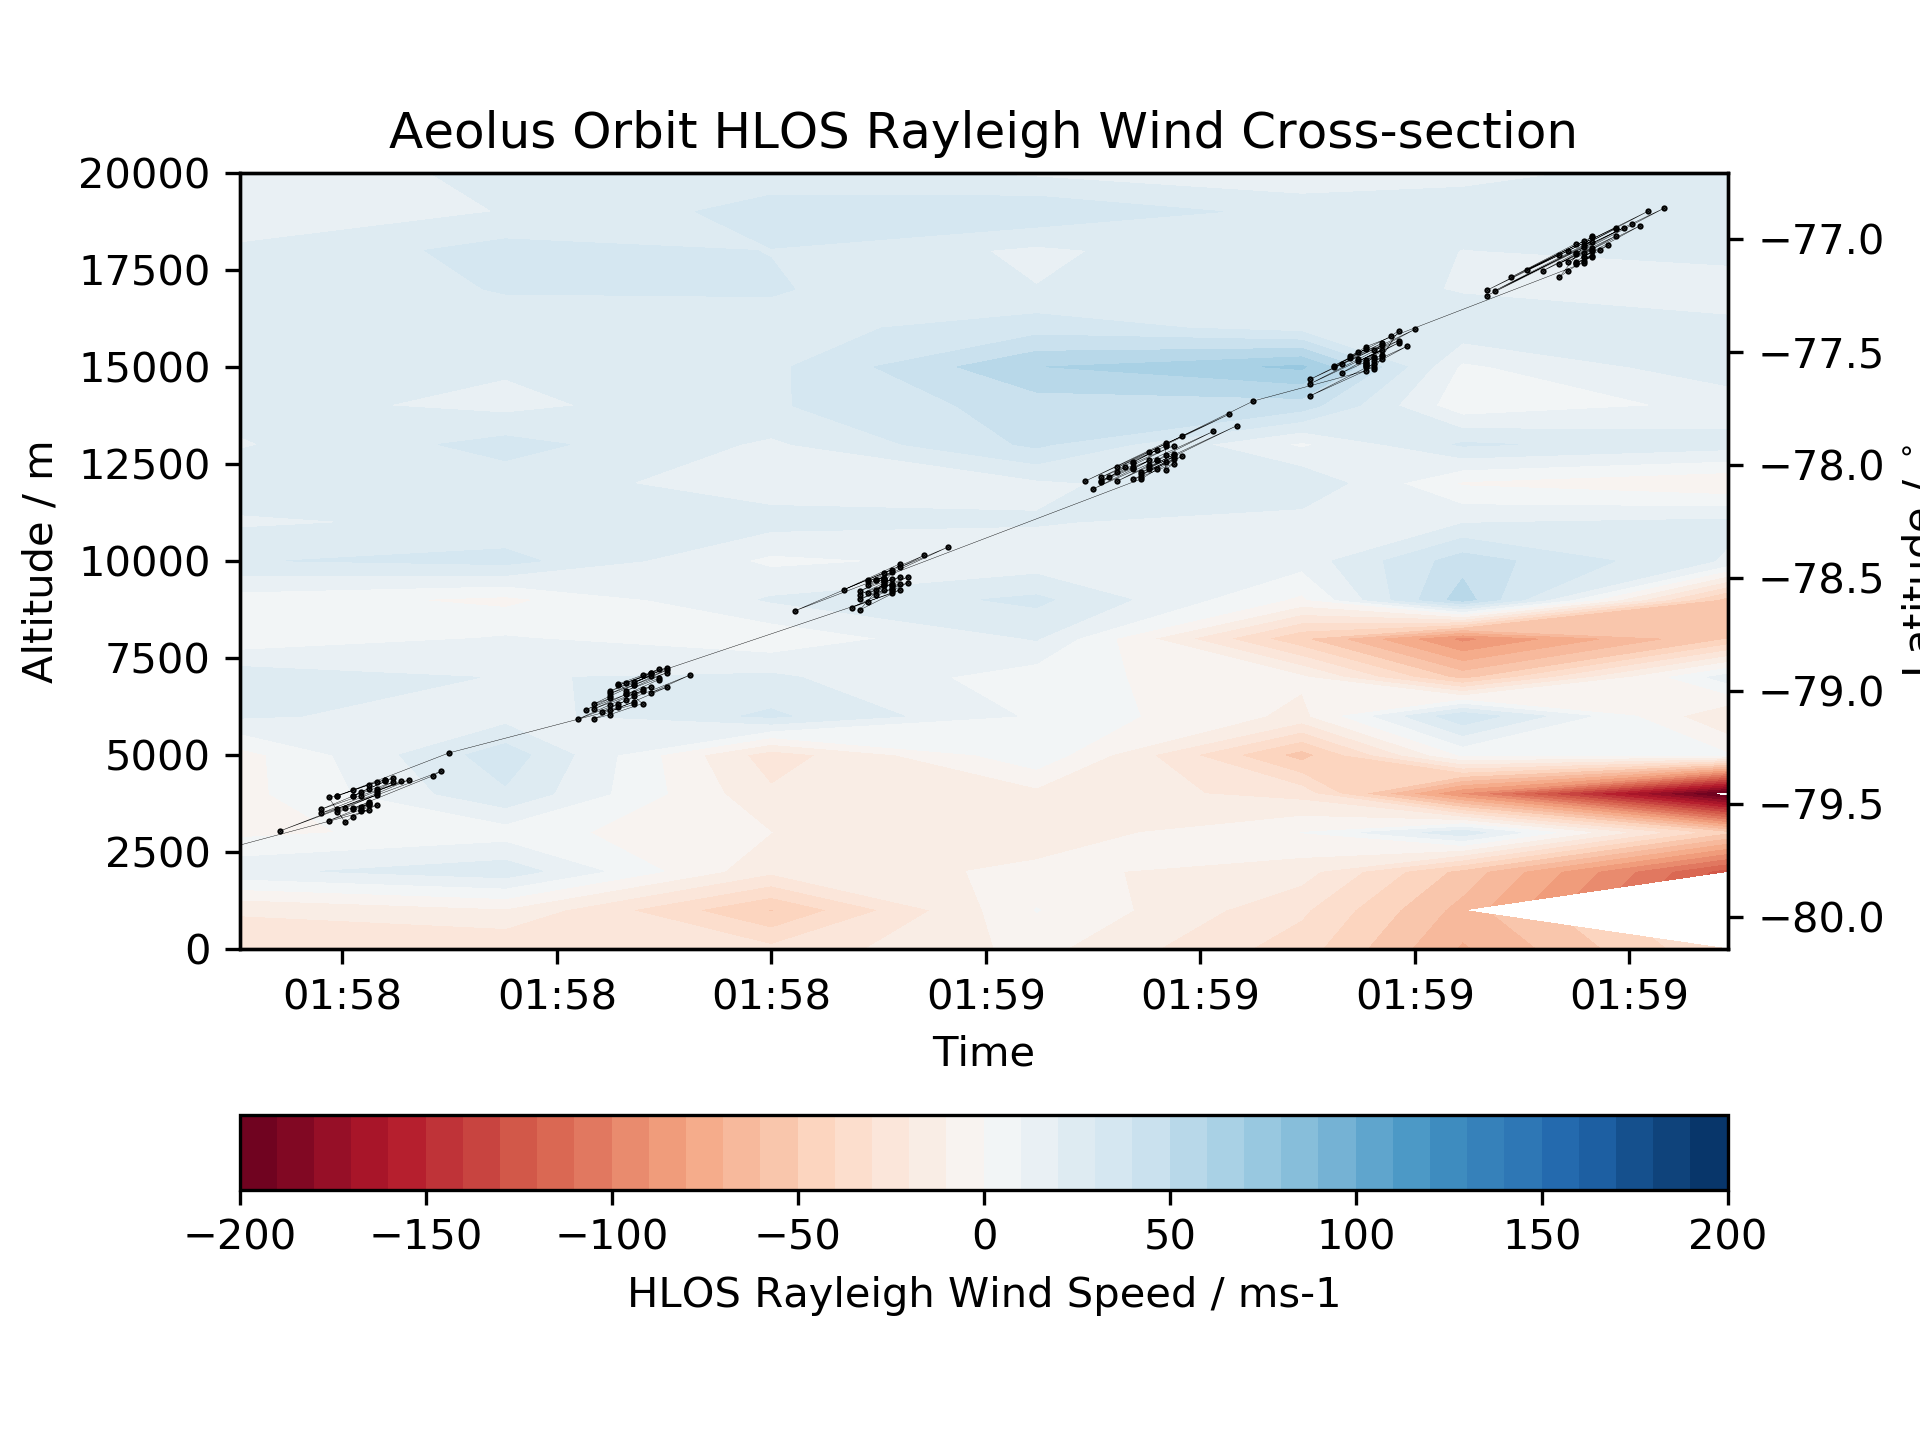 Aeolus Orbit HLOS Rayleigh Wind Cross-section
20000
17500
15000
12500
10000
7500
5000
2500
0
Altitude / m
−77.0
−77.5
−78.0
−78.5
−79.0
−79.5
−80.0
Latitude / °
01:58 01:58 01:58 01:59 01:59 01:59 01:59
Time
−200 −150 −100 −50 0 50 100 150 200
HLOS Rayleigh Wind Speed / ms-1